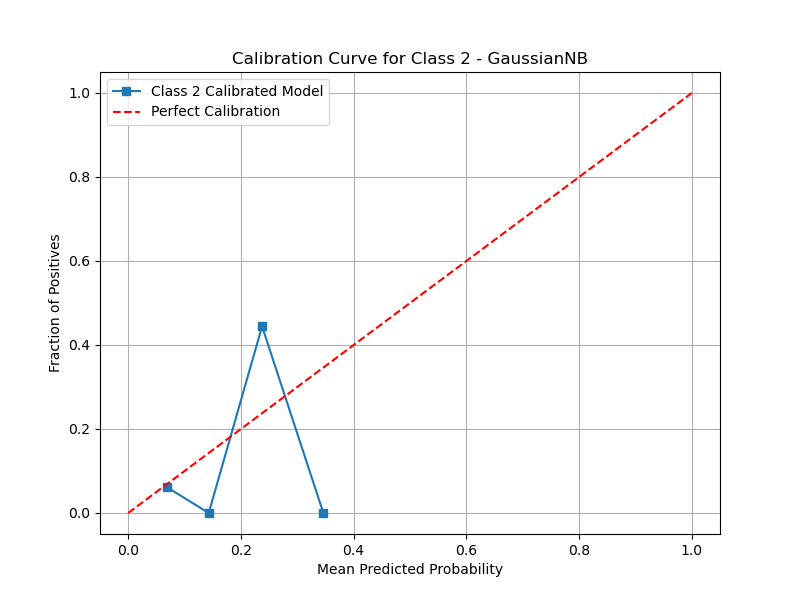 Calibration Curve for Class 2 - GaussianNB
Class 2 Calibrated Model
Perfect Calibration
1.0
0.8
0.6
0.4
0.2
0.0
Fraction of Positives
0.0 0.2 0.4 0.6 0.8 1.0
Mean Predicted Probability